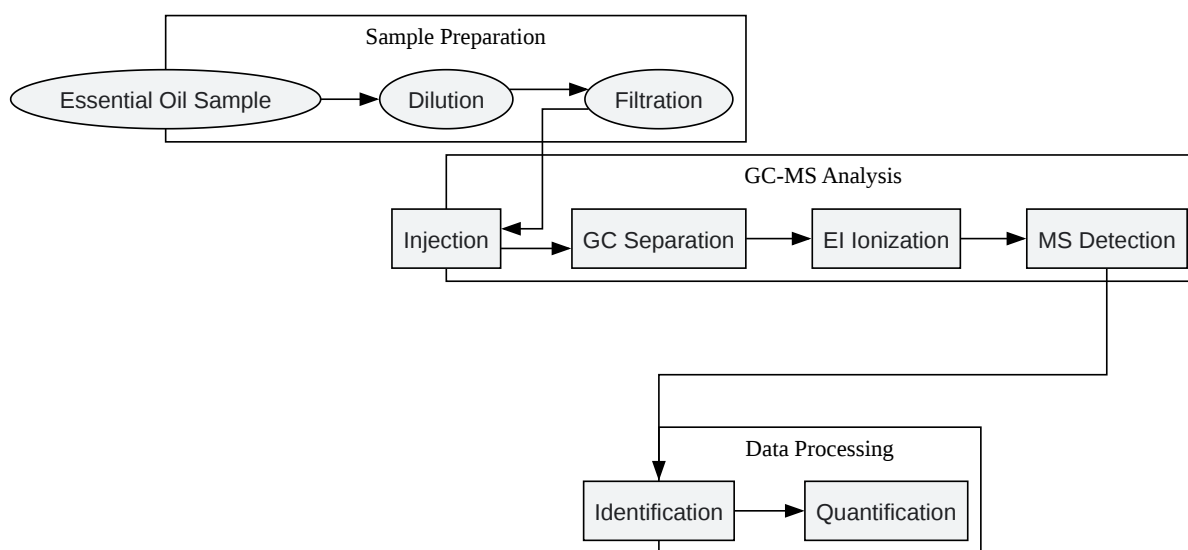 Sample Preparation
Essential Oil Sample
Dilution
Filtration
GC-MS Analysis
Injection
GC Separation
EI Ionization
MS Detection
Data Processing
Identification
Quantification